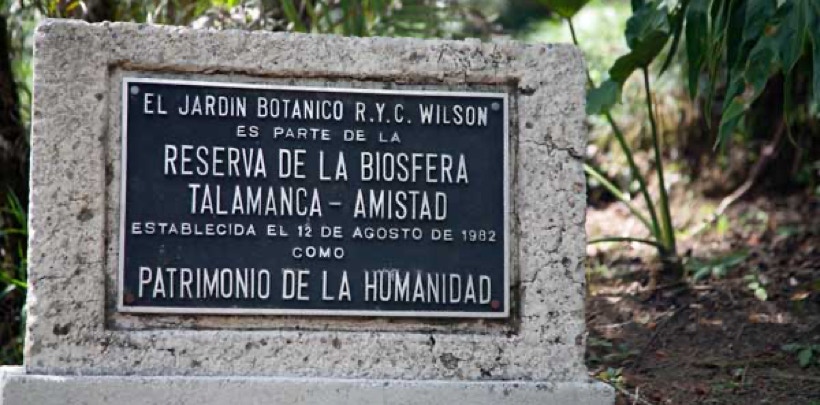 EL JARDIN BOTANICO R.Y.C. WILSON
ES PARTE DE LA
RESERVA DE LA BIOSFERA
TALAMANCA - AMISTAD
ESTABLECIDA EL 12 DE AGOSTO DE 1982
COMO
PATRIMONIO DE LA HUMANIDAD